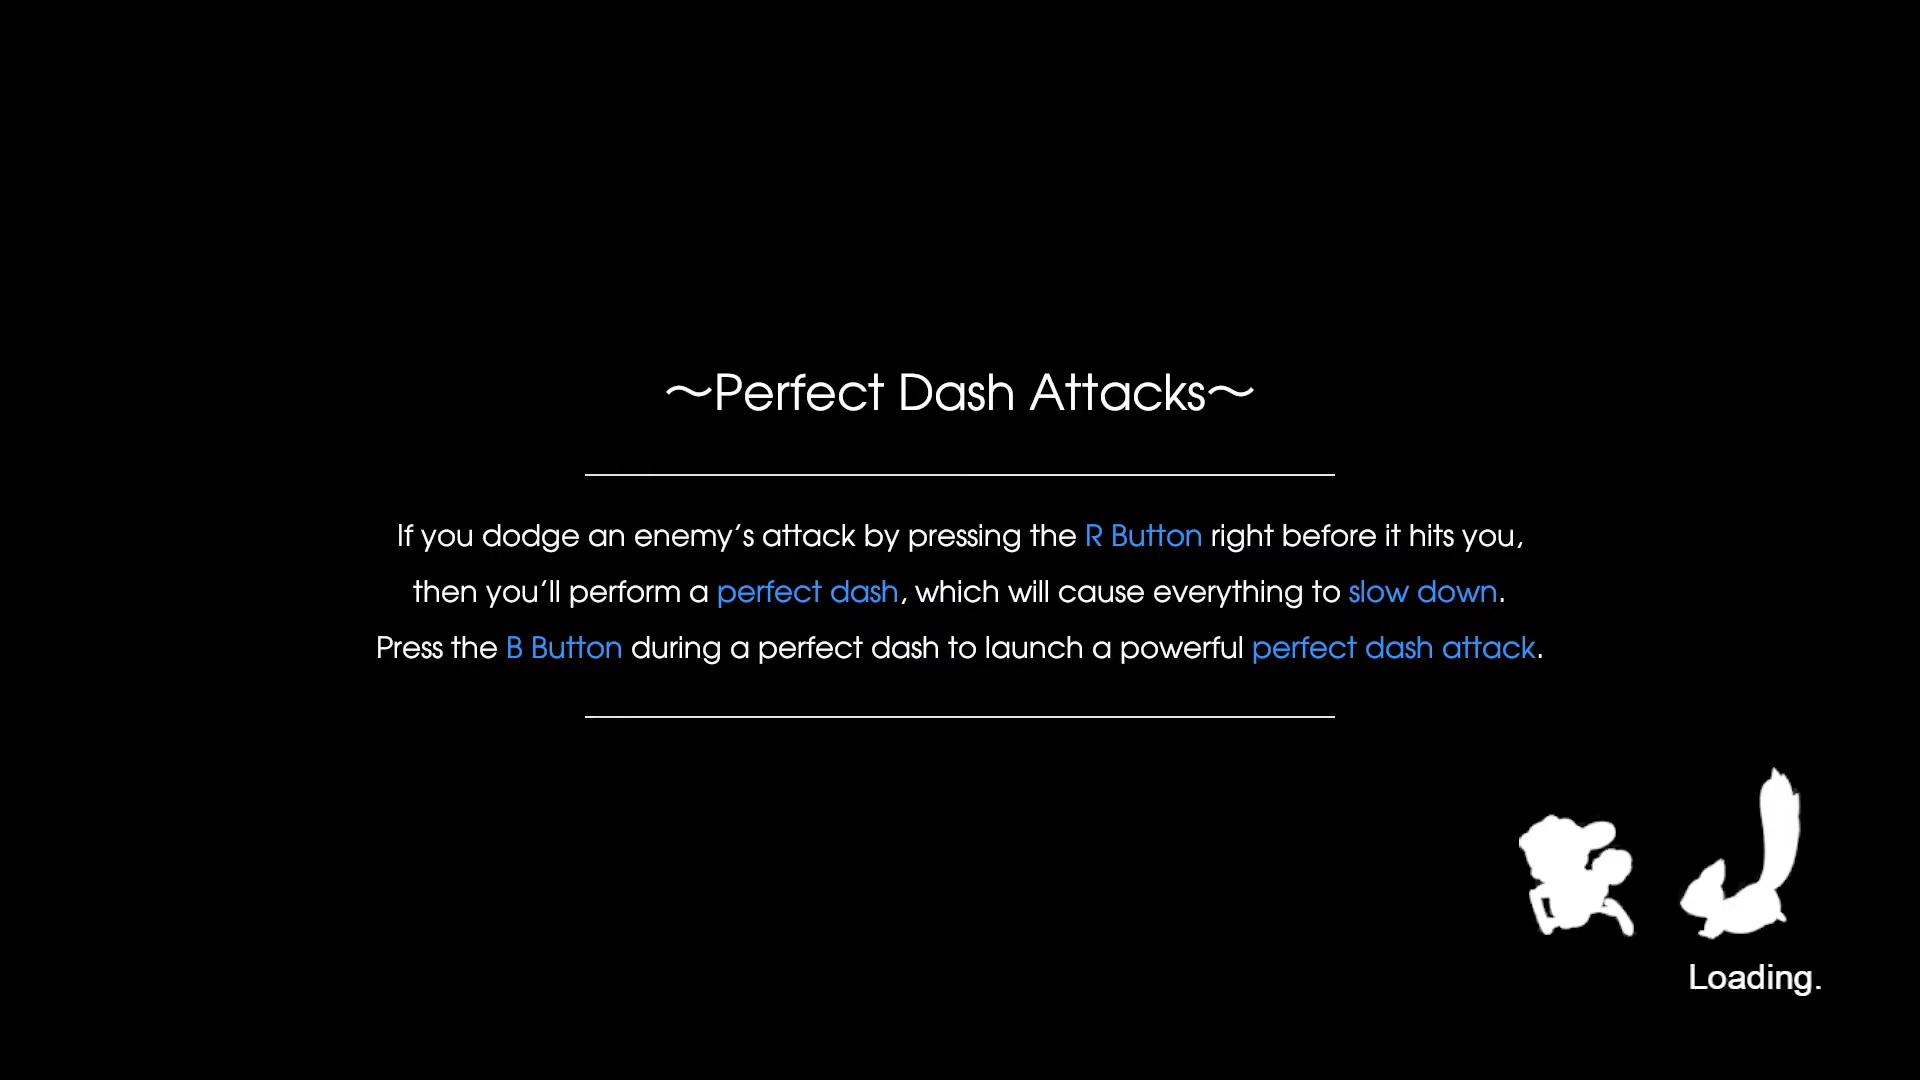 ～Perfect Dash Attacks～
If you dodge an enemy’s attack by pressing the R Button right before it hits you,
then you’ll perform a perfect dash, which will cause everything to slow down.
Press the B Button during a perfect dash to launch a powerful perfect dash attack.
Loading.